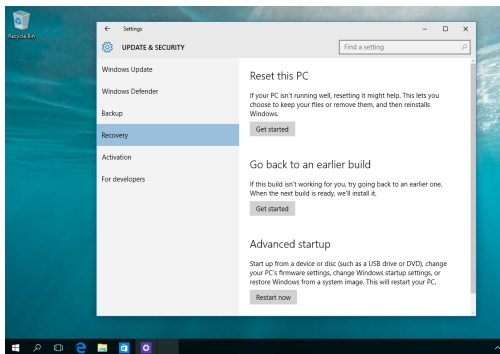 Recycle Bin
Settings
UPDATE & SECURITY
Find a setting
Windows Update
Windows Defender
Backup
Recovery
Activation
For developers
Reset this PC
If your PC isn't running well, resetting it might help. This lets you
choose to keep your files or remove them, and then reinstalls
Windows.
Get started
Go back to an earlier build
If this build isn't working for you, try going back to an earlier one.
When the next build is ready, we'll install it.
Get started
Advanced startup
Start up from a device or disc (such as a USB drive or DVD), change
your PC's firmware settings, change Windows startup settings, or
restore Windows from a system image. This will restart your PC.
Restart now